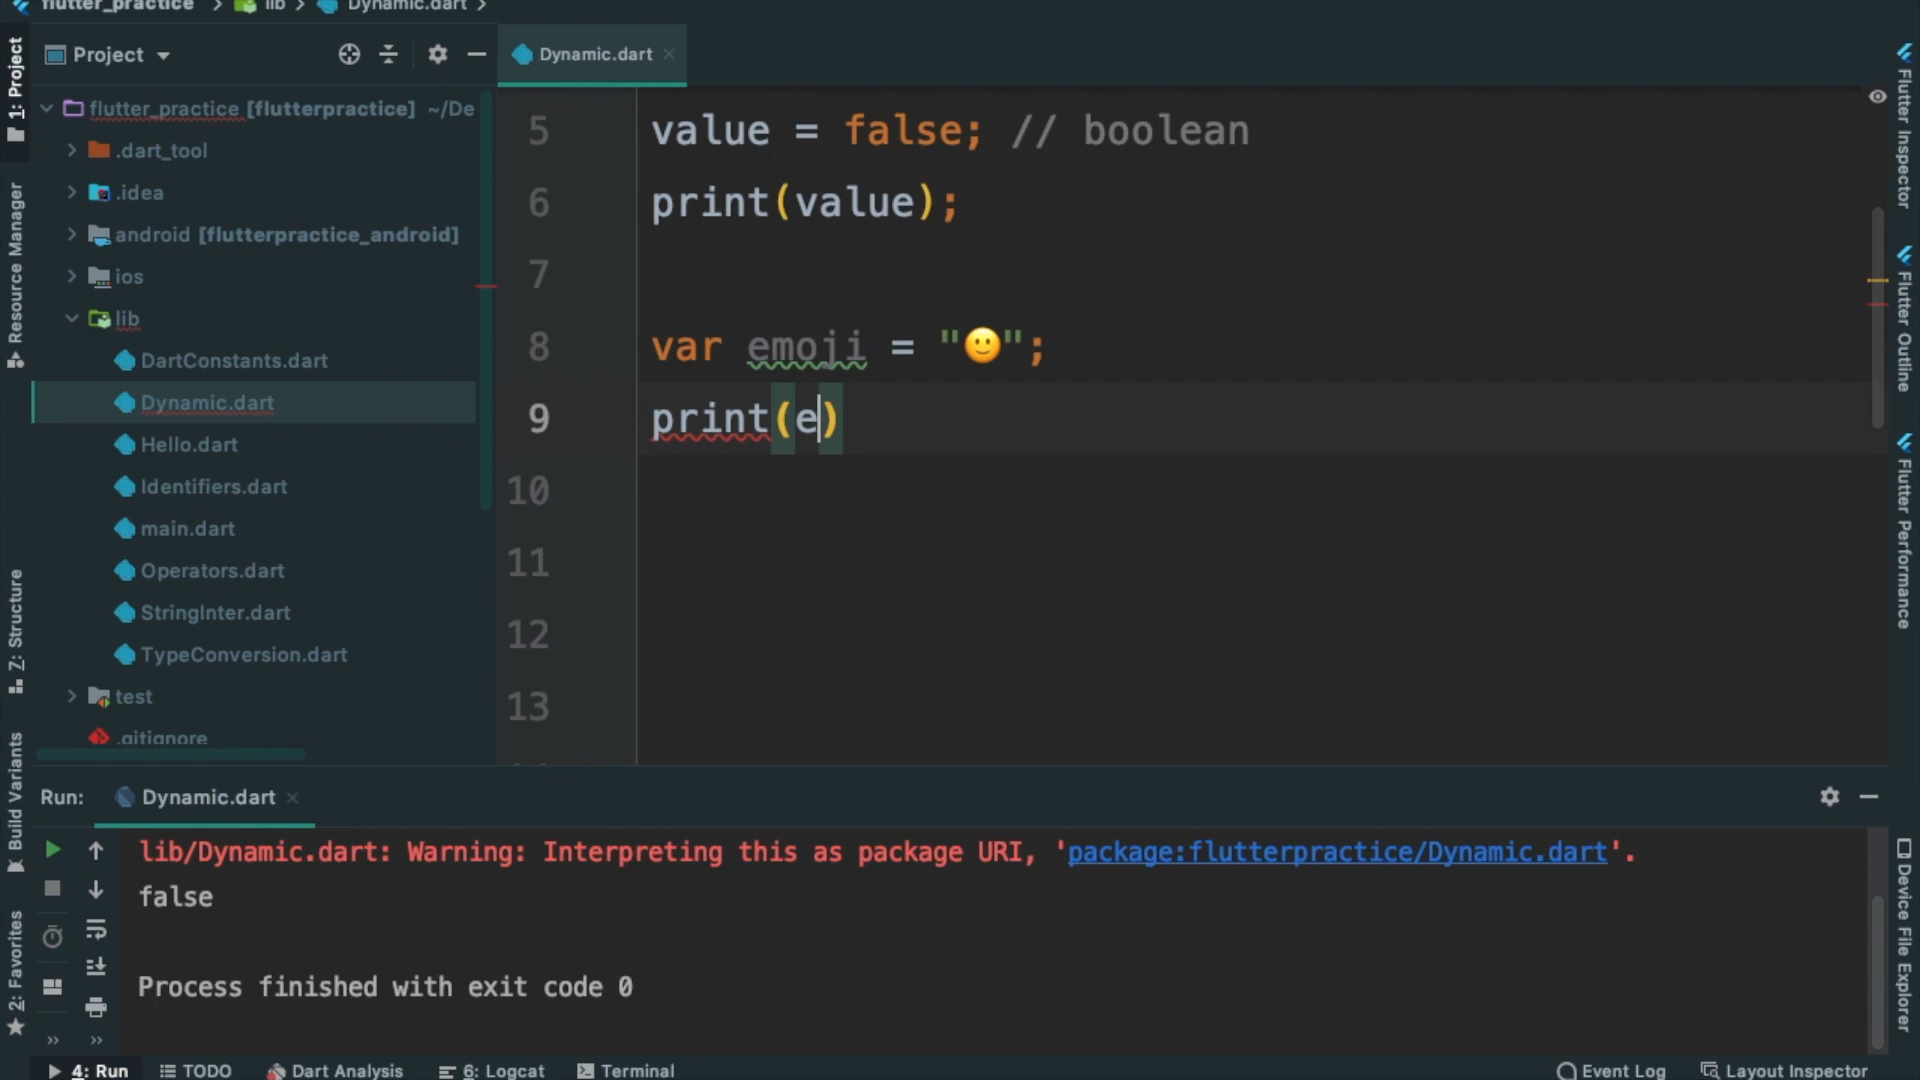 flutter_practice > lib > Dynamic.dart >
1: Project
Resource Manager
Z: Structure
Build Variants
2: Favorites
Project
flutter_practice [flutterpractice] ~/De
.dart_tool
.idea
android [flutterpractice_android]
ios
lib
DartConstants.dart
Dynamic.dart
Hello.dart
Identifiers.dart
main.dart
Operators.dart
StringInter.dart
TypeConversion.dart
test
.gitignore
Dynamic.dart
5 value = false; // boolean
6 print(value);
7
8 var emoji = "🙂";
9 print(e)
10
11
12
13
Flutter Inspector
Flutter Outline
Flutter Performance
Device File Explorer
Run: Dynamic.dart
lib/Dynamic.dart: Warning: Interpreting this as package URI, 'package:flutterpractice/Dynamic.dart'.
false
Process finished with exit code 0
4: Run TODO Dart Analysis 6: Logcat Terminal Event Log Layout Inspector